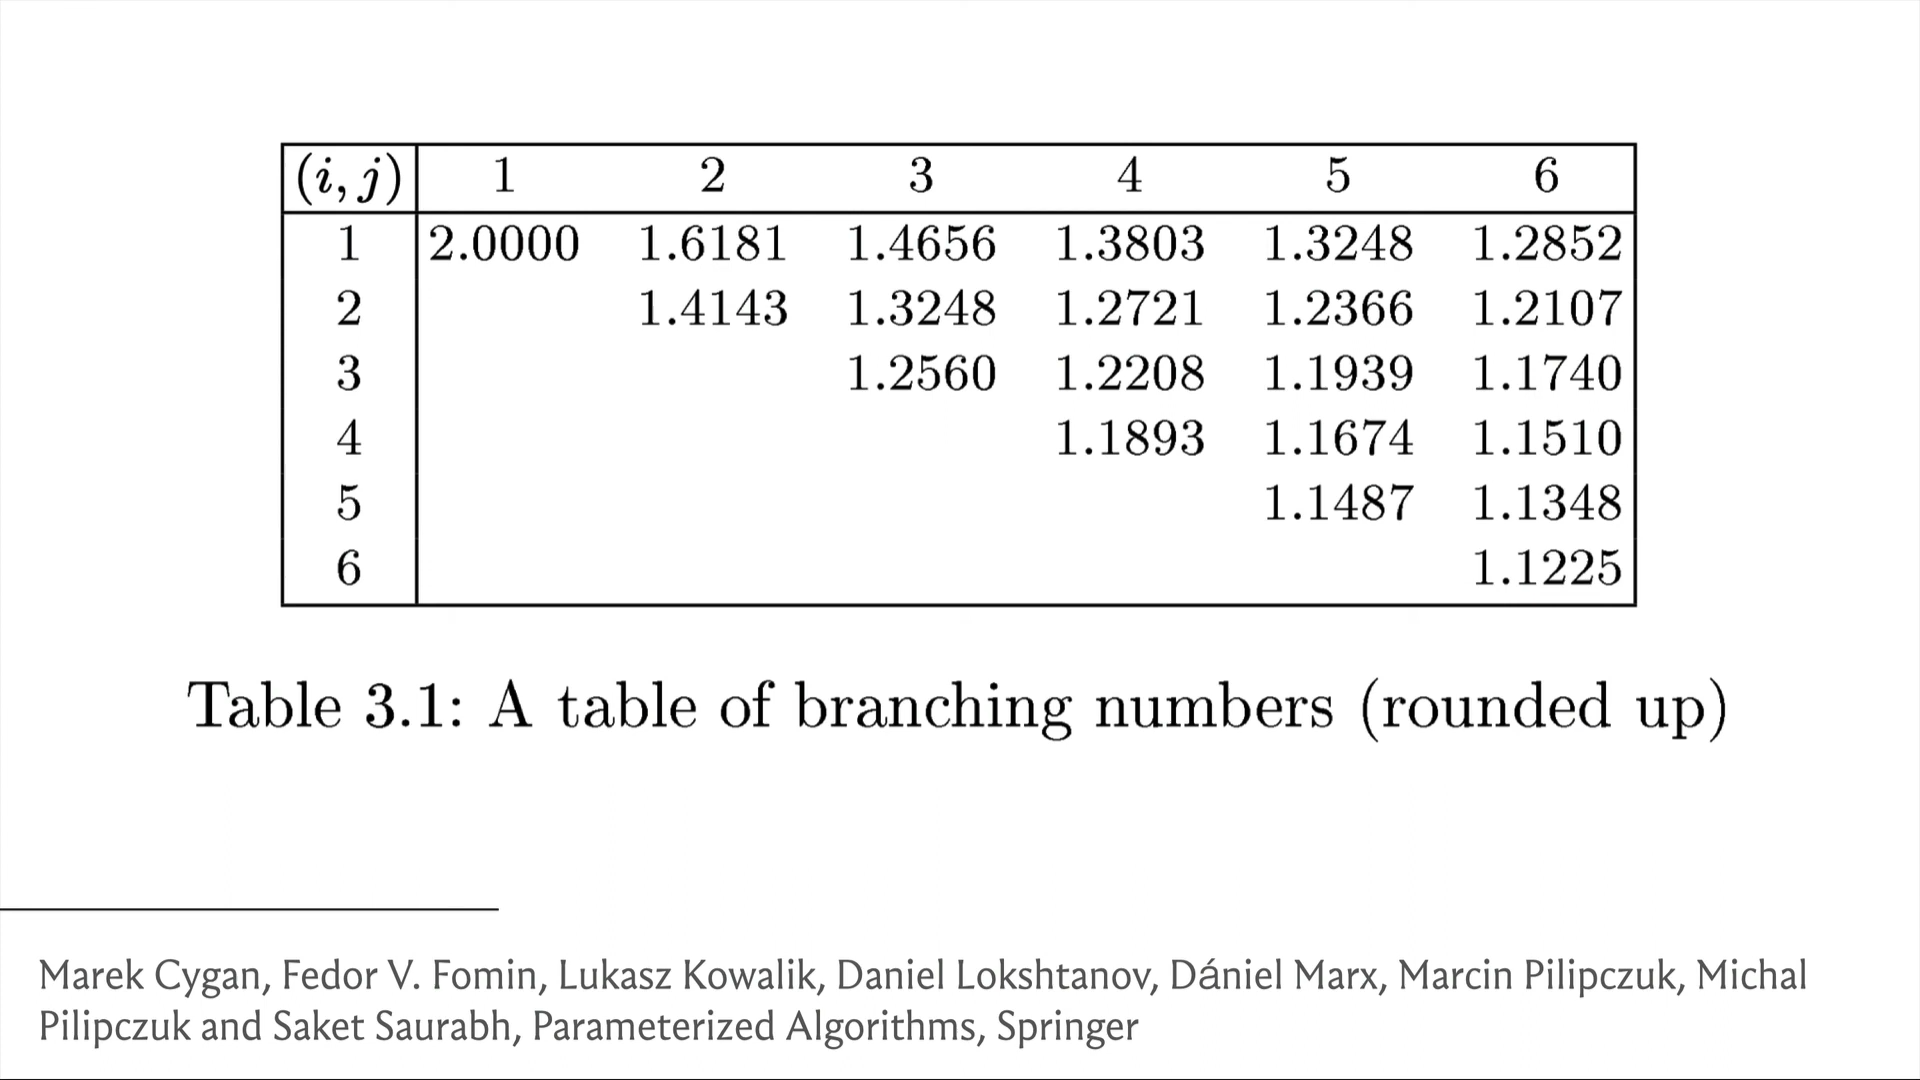 (i, j) 1 2 3 4 5 6
1 2.0000 1.6181 1.4656 1.3803 1.3248 1.2852
2 1.4143 1.3248 1.2721 1.2366 1.2107
3 1.2560 1.2208 1.1939 1.1740
4 1.1893 1.1674 1.1510
5 1.1487 1.1348
6 1.1225
Table 3.1: A table of branching numbers (rounded up)
Marek Cygan, Fedor V. Fomin, Lukasz Kowalik, Daniel Lokshtanov, Dániel Marx, Marcin Pilipczuk, Michal
Pilipczuk and Saket Saurabh, Parameterized Algorithms, Springer